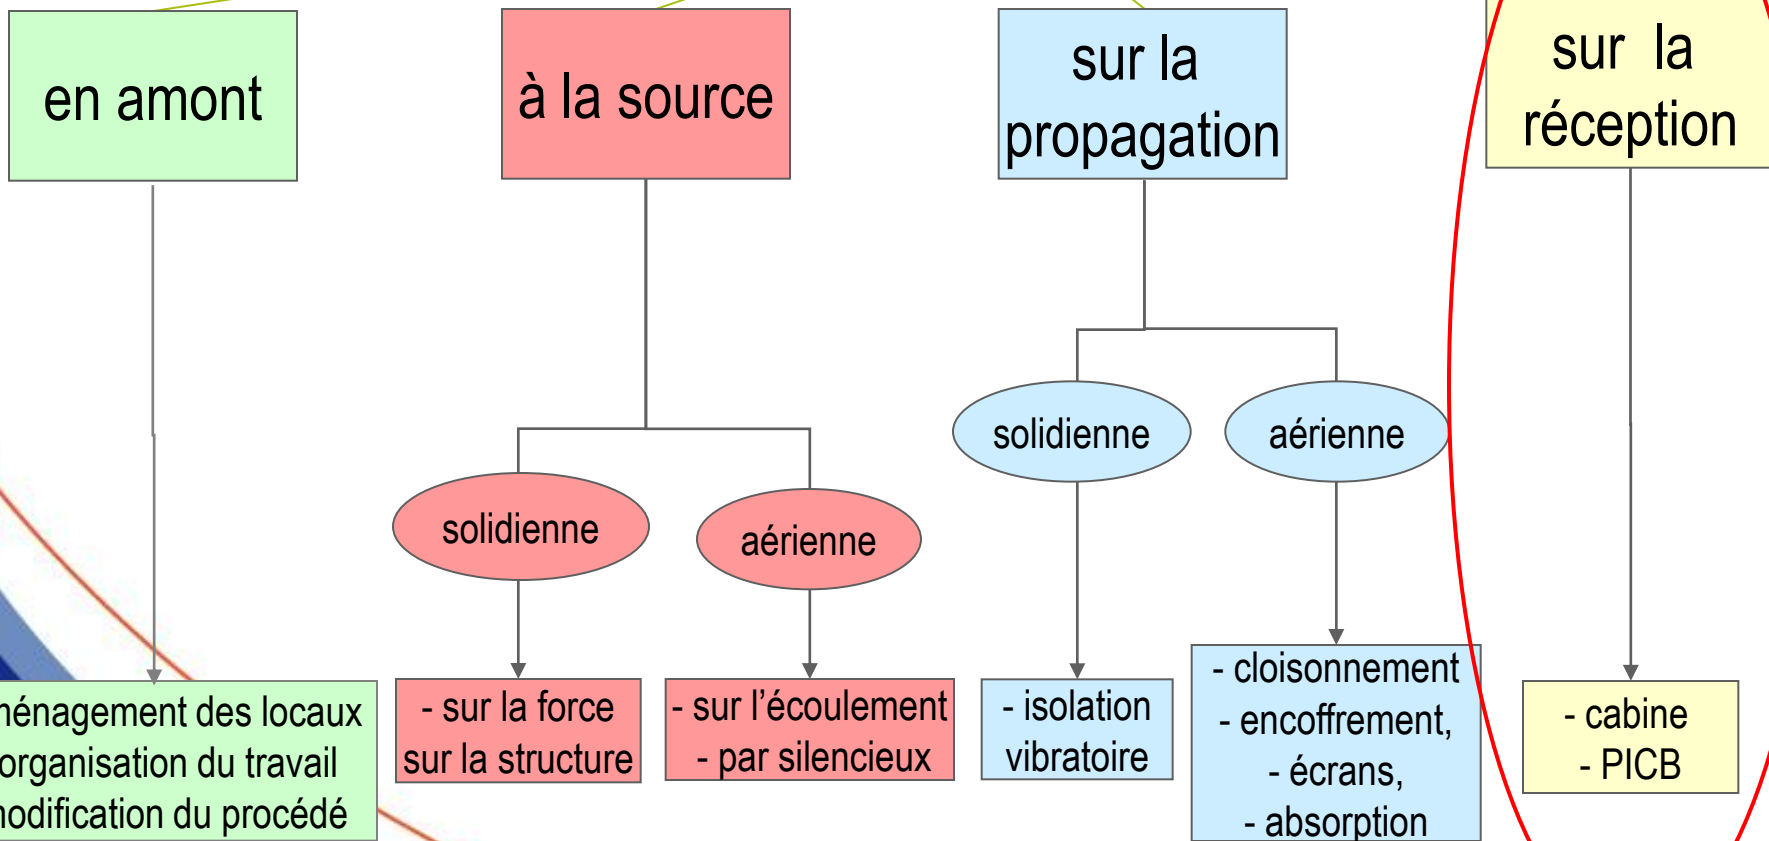 en amont
à la source
sur la
propagation
sur la
réception
solidienne
aérienne
solidienne
aérienne
ménagement des locaux
organisation du travail
modification du procédé
- sur la force
sur la structure
- sur l'écoulement
- par silencieux
- isolation
vibratoire
- cloisonnement
- encoffrement,
- écrans,
- absorption
- cabine
- PICB